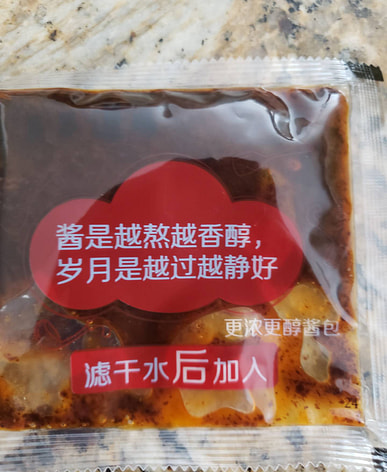 酱是越熬越香醇，
岁月是越过越静好
更浓更醇酱包
滤干水后加入